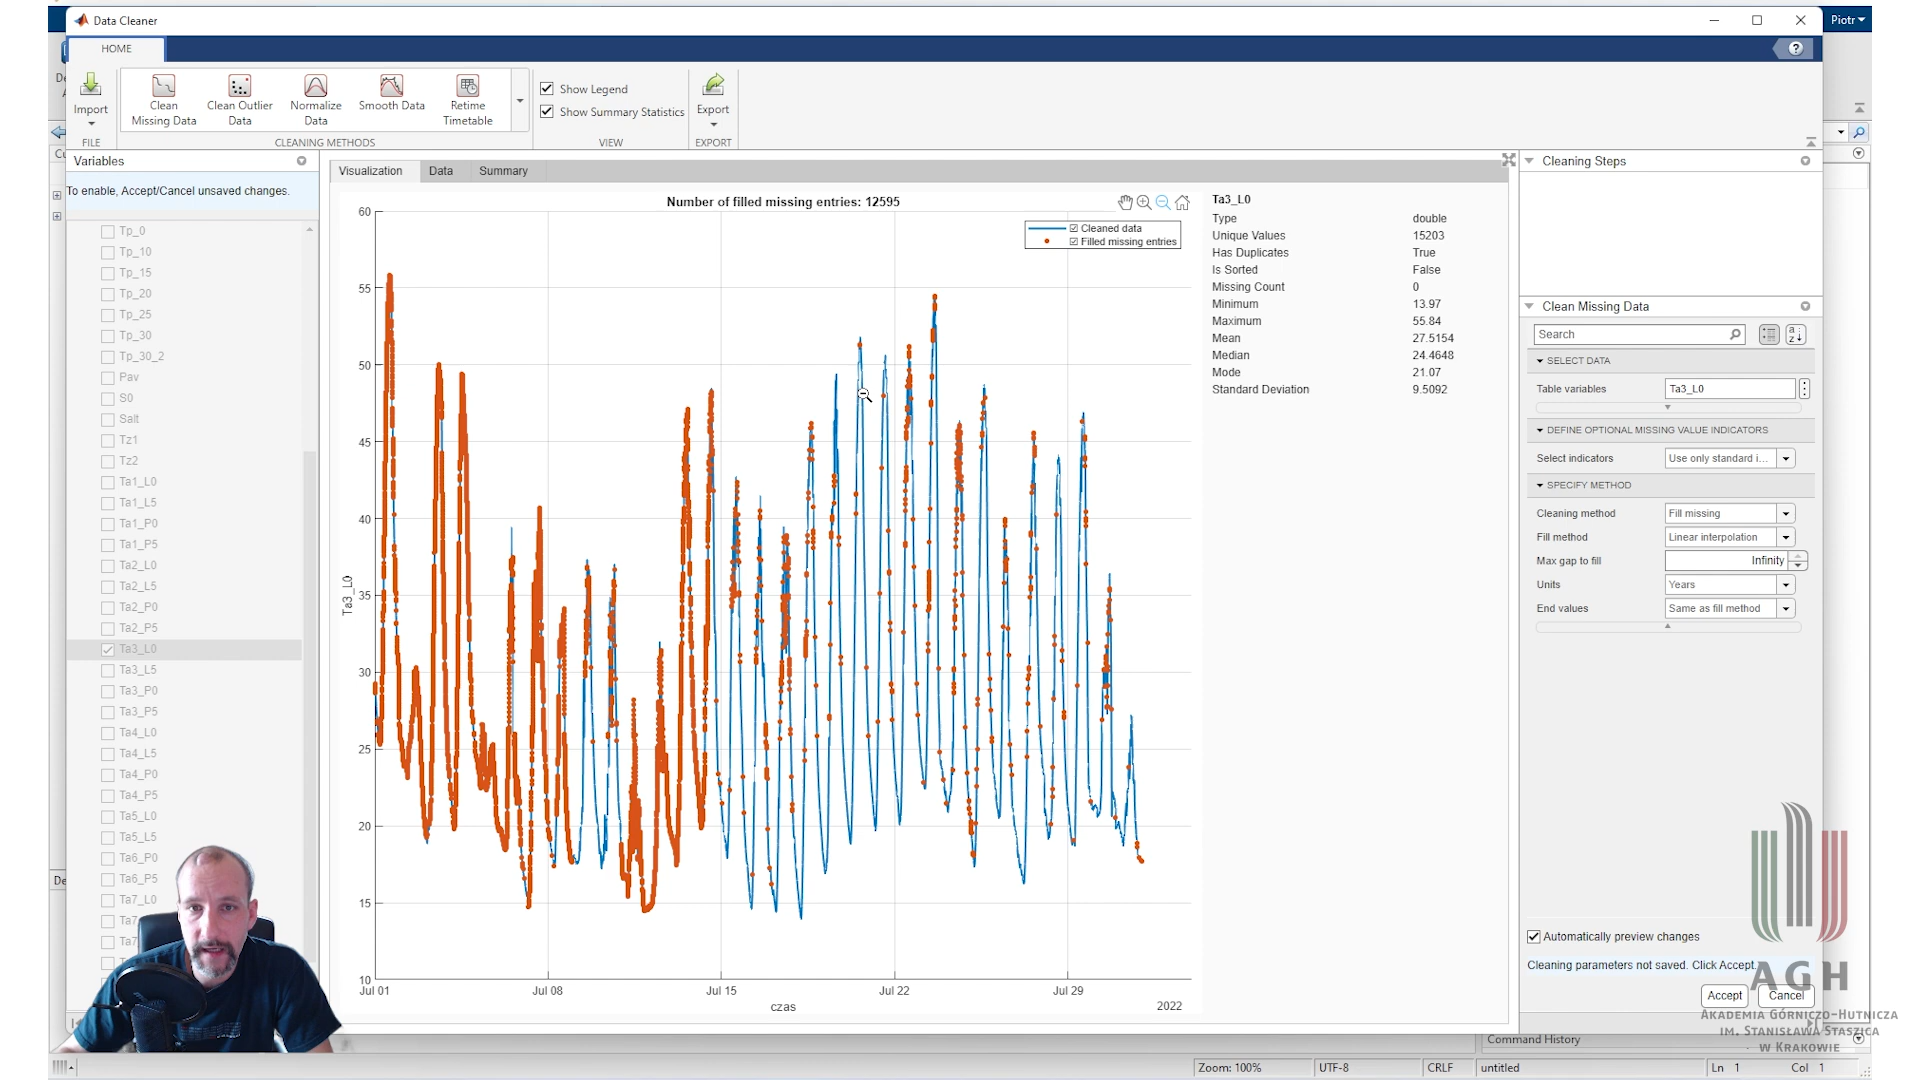 Data Cleaner
Piotr
HOME
Import
Clean Missing Data
Clean Outlier Data
Normalize Data
Smooth Data
Retime Timetable
Show Legend
Show Summary Statistics
Export
FILE
CLEANING METHODS
VIEW
EXPORT
Variables
To enable, Accept/Cancel unsaved changes.
Tp_0
Tp_10
Tp_15
Tp_20
Tp_25
Tp_30
Tp_30_2
Pav
S0
Salt
Tz1
Tz2
Ta1_L0
Ta1_L5
Ta1_P0
Ta1_P5
Ta2_L0
Ta2_L5
Ta2_P0
Ta2_P5
Ta3_L0
Ta3_L5
Ta3_P0
Ta3_P5
Ta4_L0
Ta4_L5
Ta4_P0
Ta4_P5
Ta5_L0
Ta5_L5
Ta6_P0
Ta6_P5
Ta7_L0
Visualization
Data
Summary
Number of filled missing entries: 12595
Cleaned data
Filled missing entries
60
55
50
45
40
35
30
25
20
15
10
Ta3_L0
Jul 01
Jul 08
Jul 15
Jul 22
Jul 29
czas
2022
Ta3_L0
Type double
Unique Values 15203
Has Duplicates True
Is Sorted False
Missing Count 0
Minimum 13.97
Maximum 55.84
Mean 27.5154
Median 24.4648
Mode 21.07
Standard Deviation 9.5092
Cleaning Steps
Clean Missing Data
Search
SELECT DATA
Table variables Ta3_L0
DEFINE OPTIONAL MISSING VALUE INDICATORS
Select indicators Use only standard i...
SPECIFY METHOD
Cleaning method Fill missing
Fill method Linear interpolation
Max gap to fill Infinity
Units Years
End values Same as fill method
Automatically preview changes
Cleaning parameters not saved. Click Accept.
Accept
Cancel
AGH
AKADEMIA GÓRNICZO-HUTNICZA
IM. STANISŁAWA STASZICA
W KRAKOWIE
Command History
Zoom: 100%
UTF-8
CRLF
untitled
Ln 1
Col 1